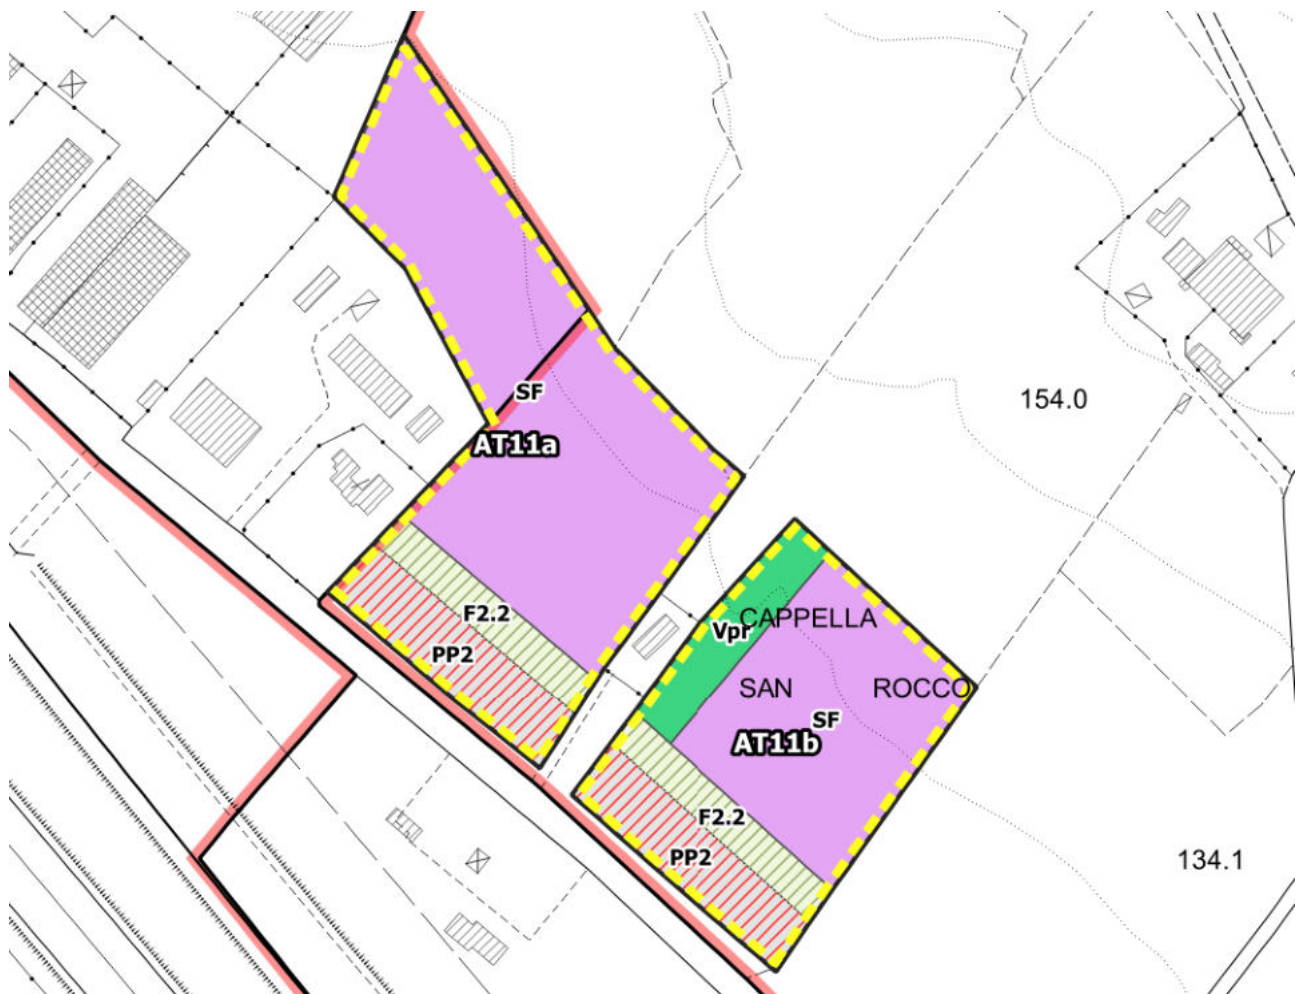 SF
154.0
AT11a
F2.2
CAPPELLA
Vpr
PP2
SAN ROCCO
SF
AT11b
F2.2
PP2
134.1